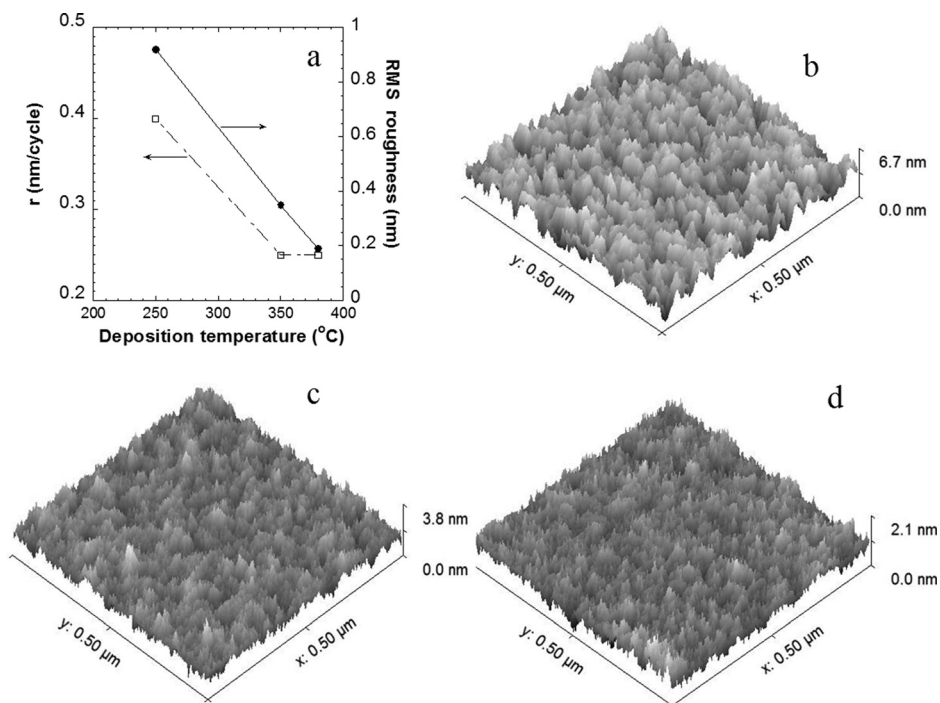 a
0.5
0.4
0.3
0.2
r (nm/cycle)
1
0.8
0.6
0.4
0.2
0
RMS roughness (nm)
200 250 300 350 400
Deposition temperature (°C)
b
6.7 nm
0.0 nm
y: 0.50 µm
x: 0.50 µm
c
3.8 nm
0.0 nm
y: 0.50 µm
x: 0.50 µm
d
2.1 nm
0.0 nm
y: 0.50 µm
x: 0.50 µm